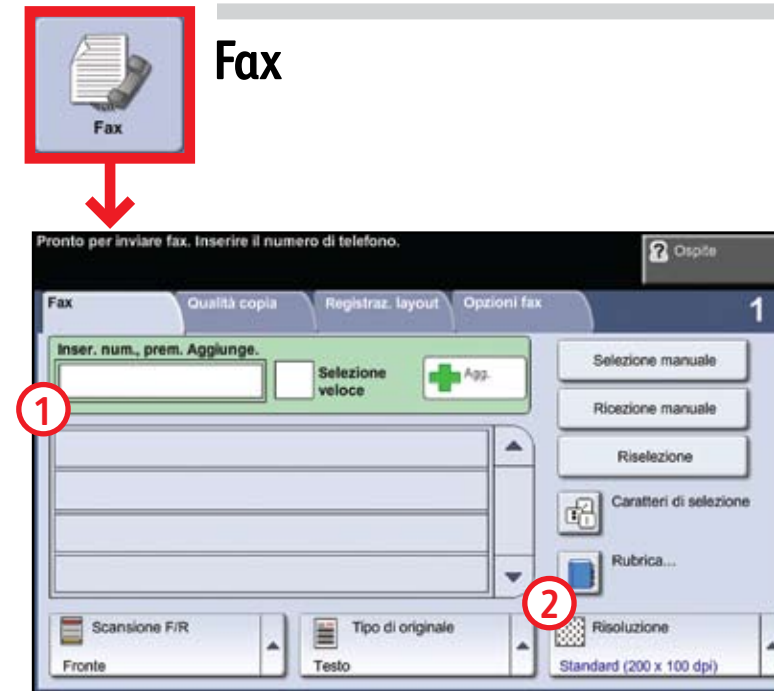 Fax
Fax
Pronto per inviare fax. Inserire il numero di telefono.
Ospite
Fax
Qualità copia
Registraz. layout
Opzioni fax
1
Inser. num., prem. Aggiunge.
Selezione
veloce
Agg.
Selezione manuale
1
Ricezione manuale
Riselezione
Caratteri di selezione
Rubrica...
2
Scansione F/R
Tipo di originale
Risoluzione
Fronte
Testo
Standard (200 x 100 dpi)